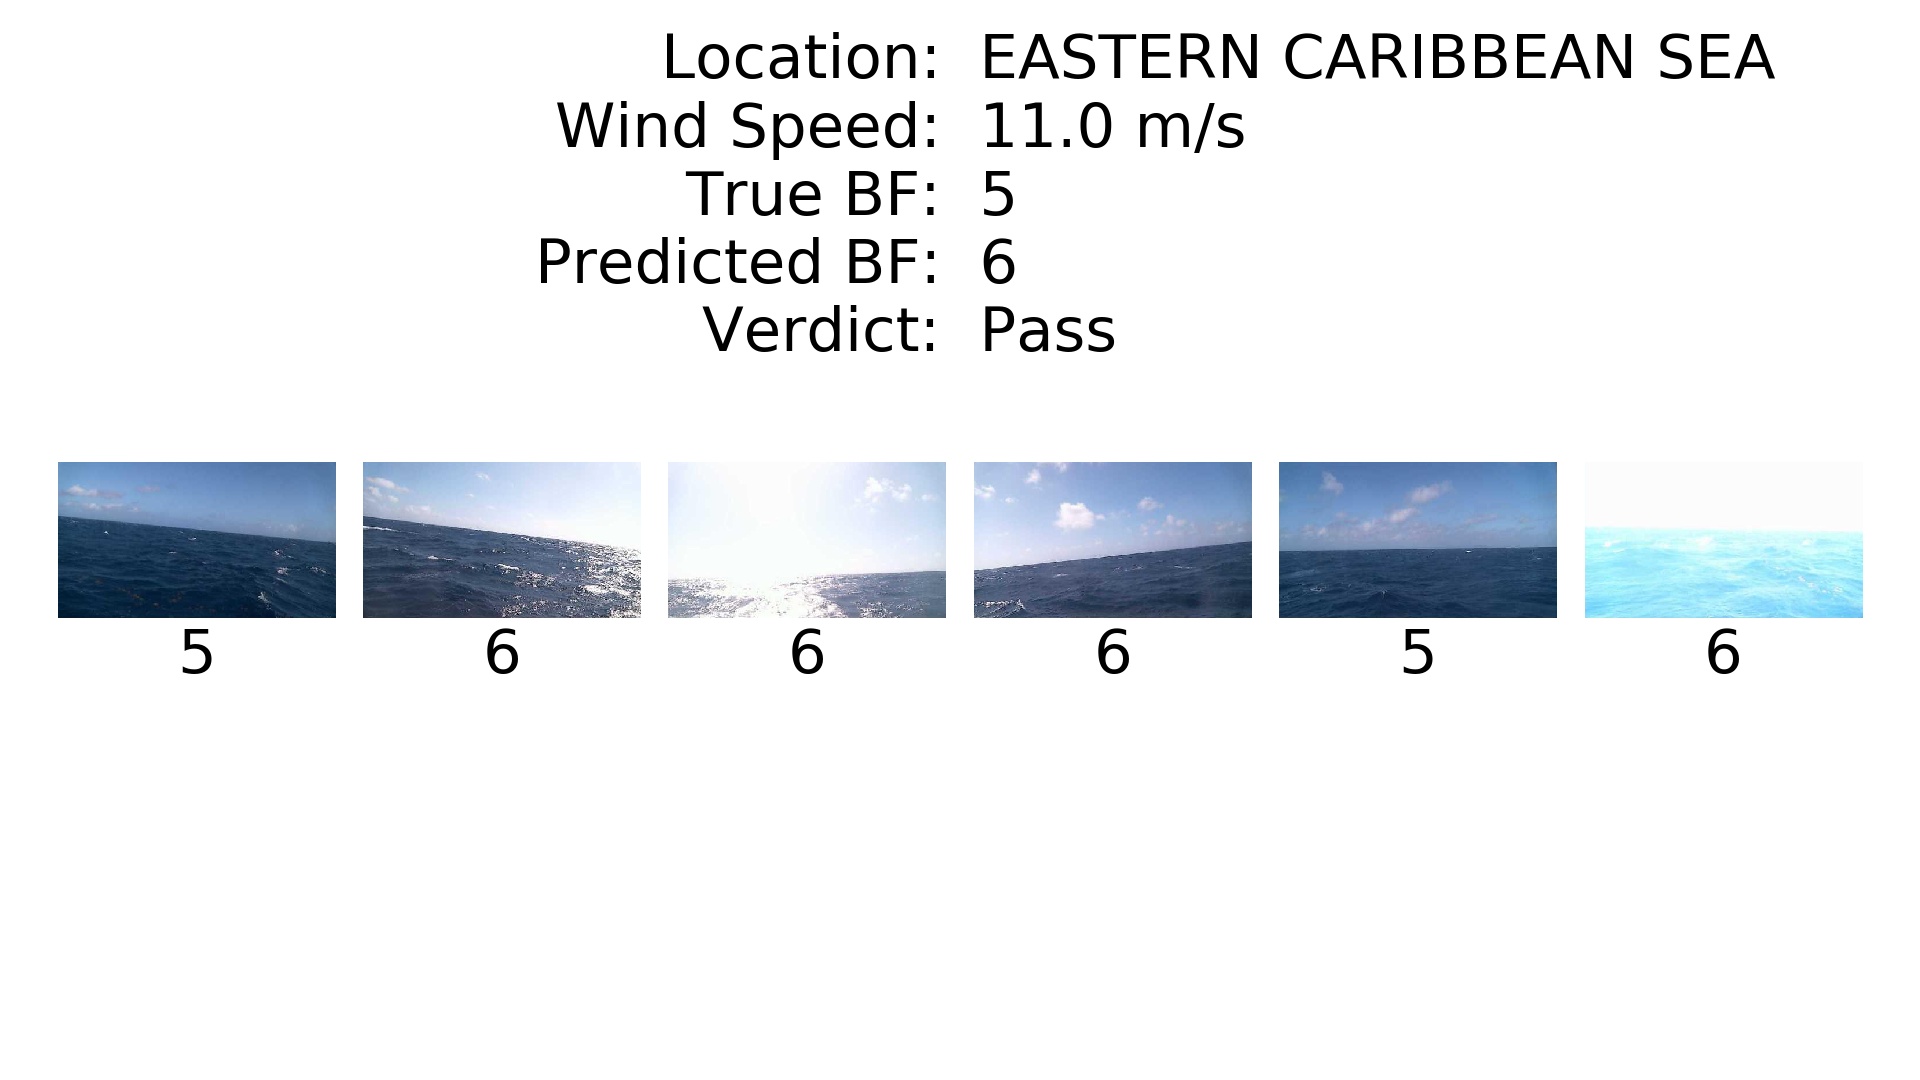 Location: EASTERN CARIBBEAN SEA
Wind Speed: 11.0 m/s
True BF: 5
Predicted BF: 6
Verdict: Pass
5 6 6 6 5 6